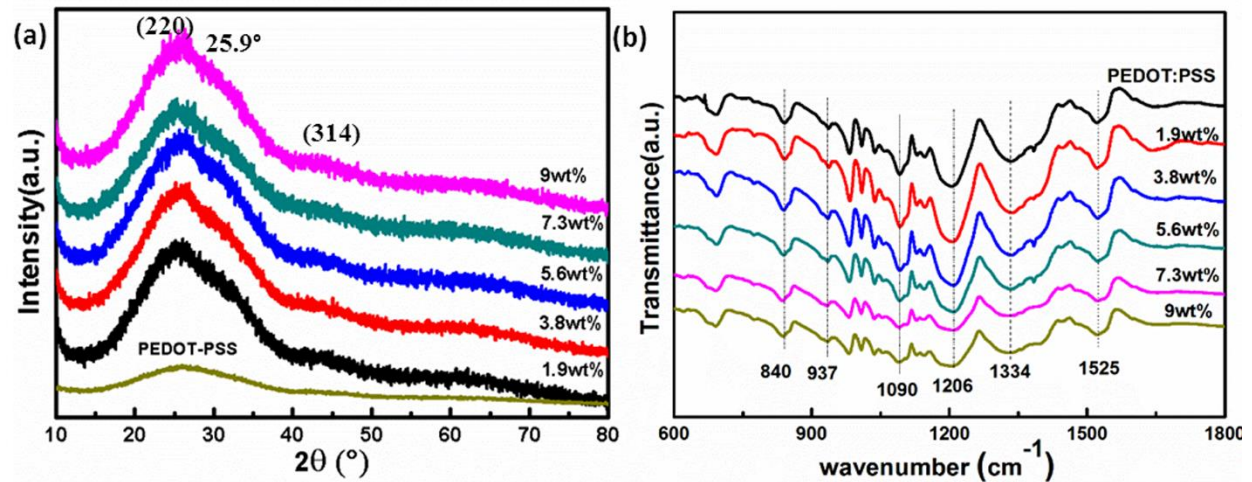 (a)
(220)
25.9°
(314)
9wt%
7.3wt%
5.6wt%
3.8wt%
PEDOT-PSS
1.9wt%
Intensity(a.u.)
10 20 30 40 50 60 70 80
2θ (°)
(b)
PEDOT:PSS
1.9wt%
3.8wt%
5.6wt%
7.3wt%
9wt%
840 937 1090 1206 1334 1525
Transmittance(a.u.)
600 900 1200 1500 1800
wavenumber (cm⁻¹)